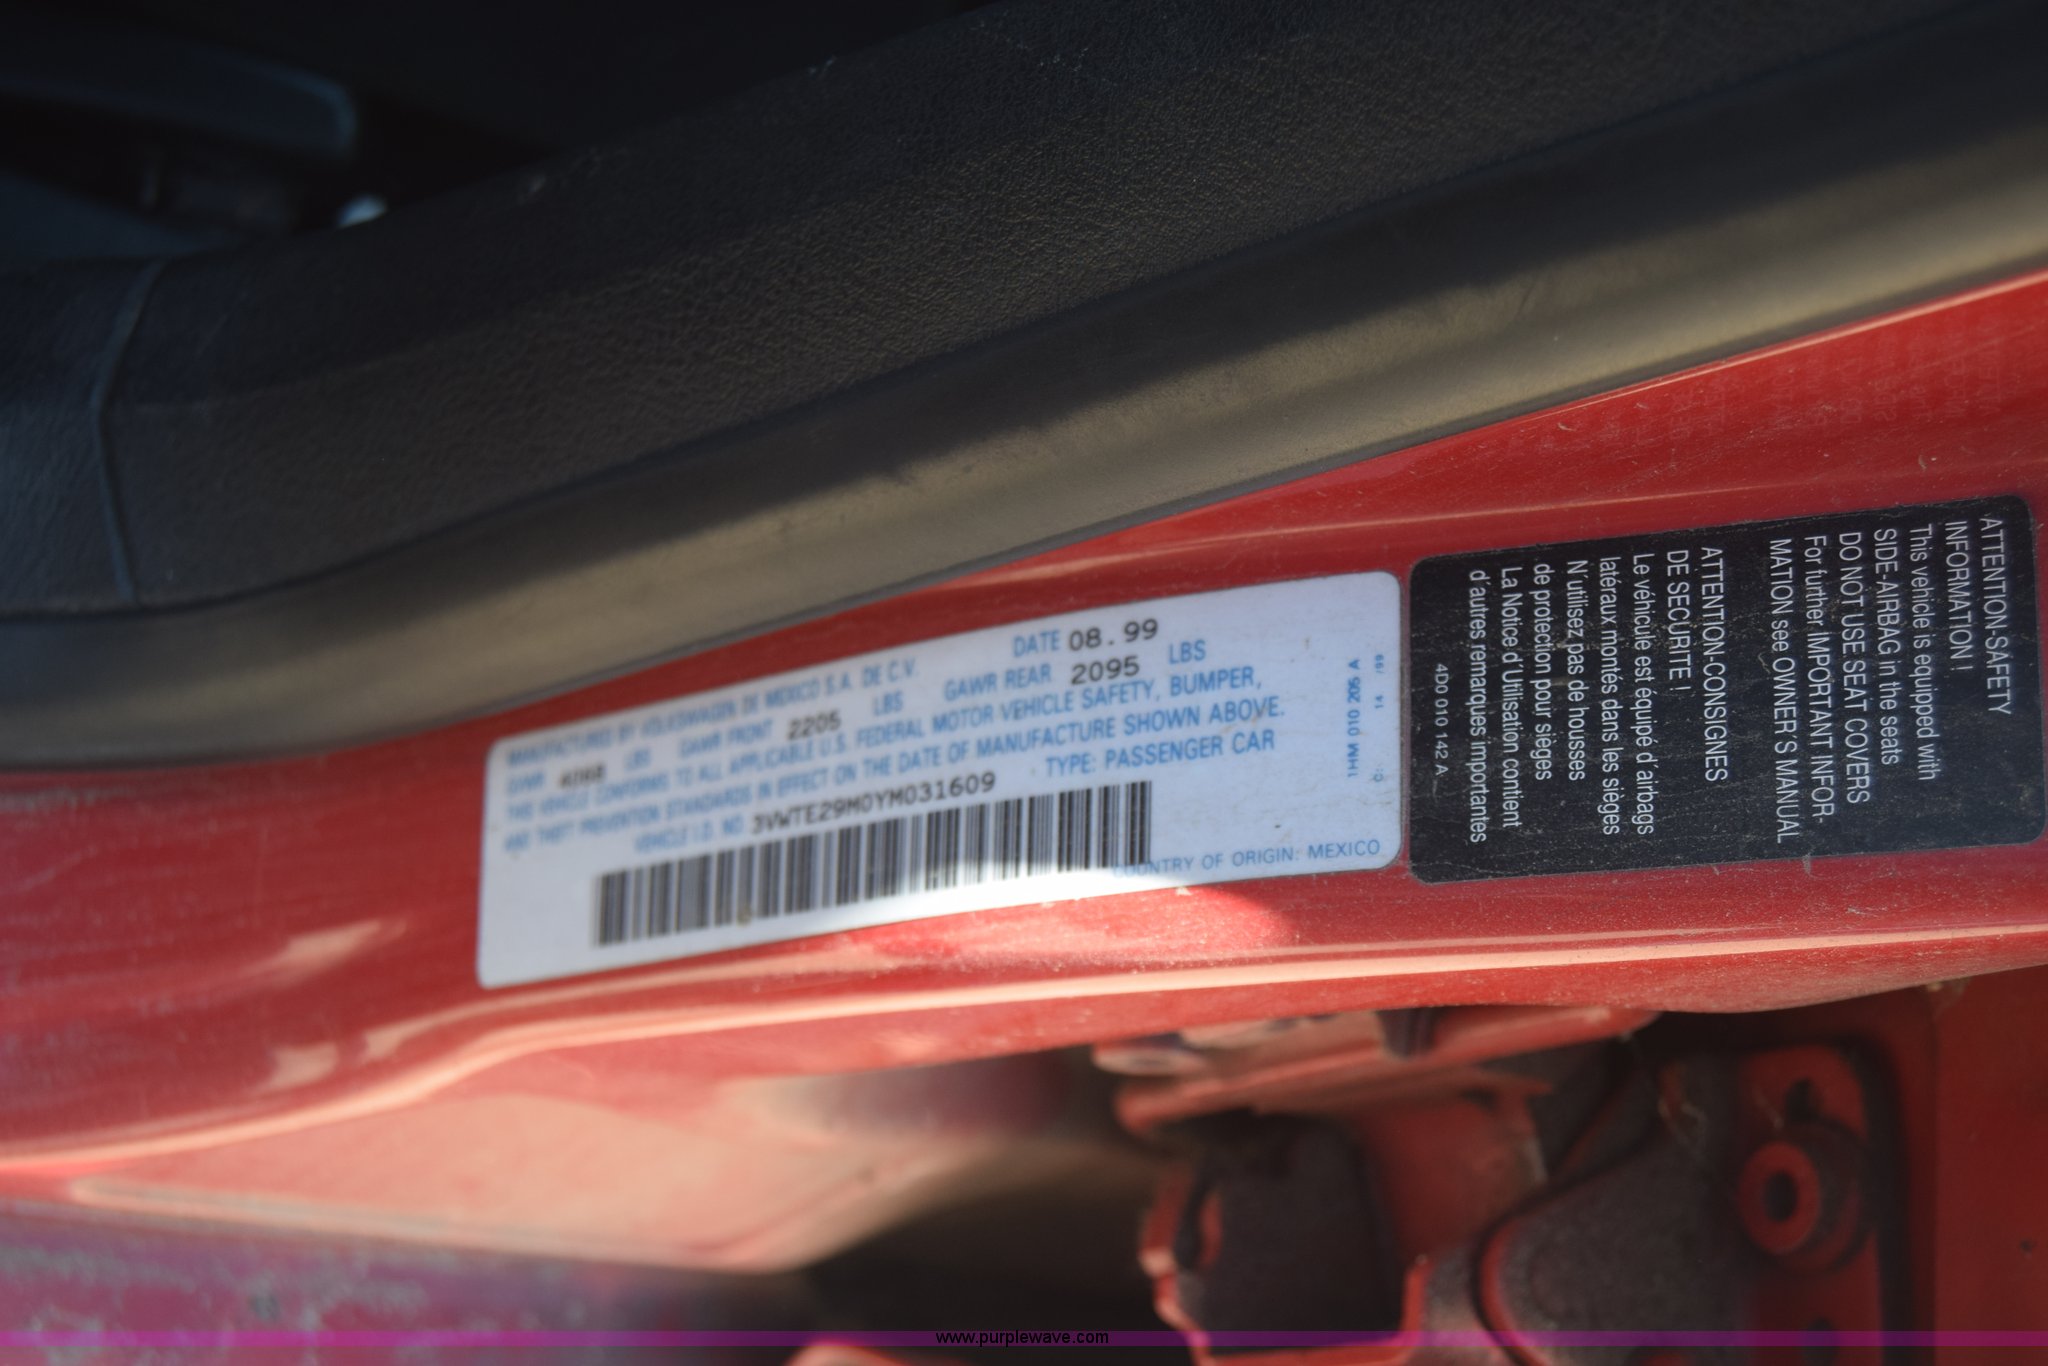 MANUFACTURED BY VOLKSWAGEN DE MEXICO S.A. DE C.V. DATE 08.99
GVWR 4068 LBS GAWR FRONT 2205 LBS GAWR REAR 2095 LBS
THIS VEHICLE CONFORMS TO ALL APPLICABLE U.S. FEDERAL MOTOR VEHICLE SAFETY, BUMPER,
AND THEFT PREVENTION STANDARDS IN EFFECT ON THE DATE OF MANUFACTURE SHOWN ABOVE.
VEHICLE I.D. NO. 3VWTE29M0YM031609 TYPE: PASSENGER CAR
COUNTRY OF ORIGIN: MEXICO
1HM 010 205 A
C: 14 /99
ATTENTION-SAFETY
INFORMATION !
This vehicle is equipped with
SIDE-AIRBAG in the seats
DO NOT USE SEAT COVERS
For further IMPORTANT INFOR-
MATION see OWNER'S MANUAL
ATTENTION-CONSIGNES
DE SECURITE !
Le véhicule est équipé d'airbags
latéraux montés dans les sièges
N'utilisez pas de housses
de protection pour sièges
La Notice d'Utilisation contient
d'autres remarques importantes
4D0 010 142 A
www.purplewave.com